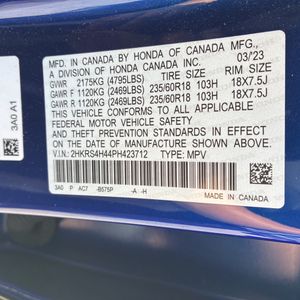 MFD. IN CANADA BY HONDA OF CANADA MFG.,
A DIVISION OF HONDA CANADA INC. 03/23
GVWR 2175KG (4795LBS) TIRE SIZE RIM SIZE
GAWR F 1120KG (2469LBS) 235/60R18 103H 18X7.5J
GAWR R 1120KG (2469LBS) 235/60R18 103H 18X7.5J
THIS VEHICLE CONFORMS TO ALL APPLICABLE
FEDERAL MOTOR VEHICLE SAFETY
STANDARDS IN EFFECT ON THE DATE OF
MANUFACTURE SHOWN ABOVE.
V.I.N.: 2HKRS4H44PH423712 TYPE: MPV
3A0 P AC7 -B575P -A -H
MADE IN CANADA
3A0 A1